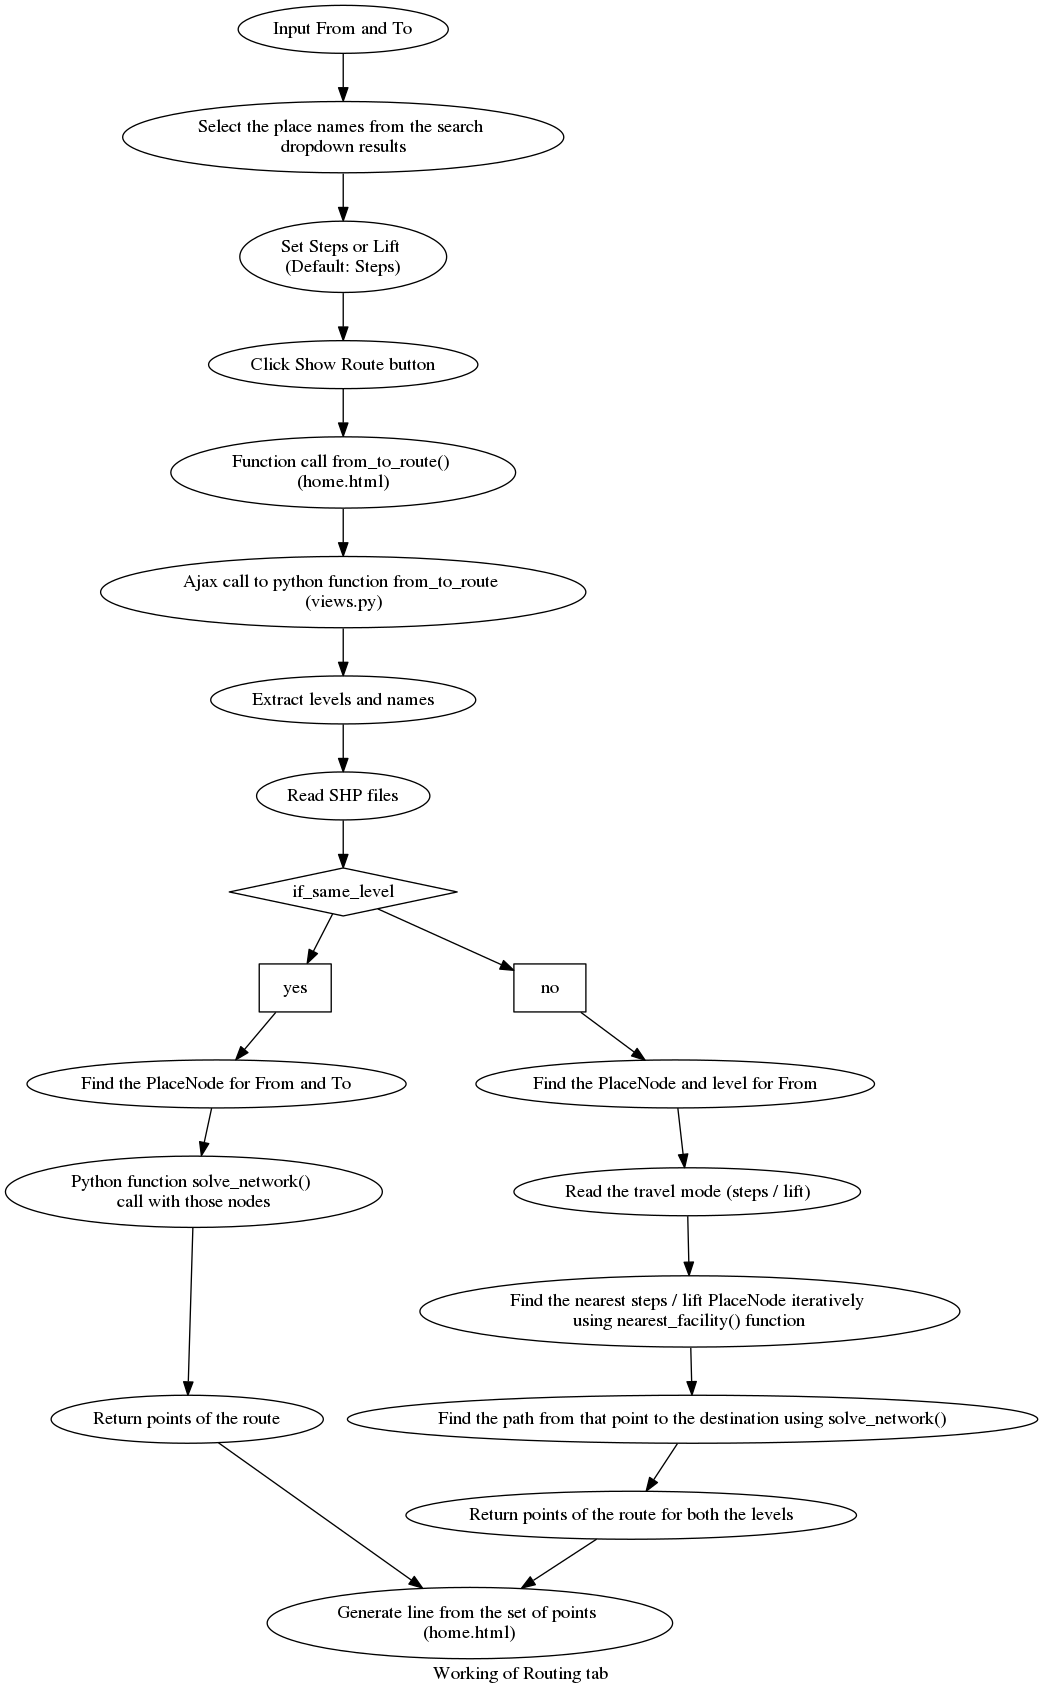 Input From and To
Select the place names from the search
dropdown results
Set Steps or Lift
(Default: Steps)
Click Show Route button
Function call from_to_route()
(home.html)
Ajax call to python function from_to_route
(views.py)
Extract levels and names
Read SHP files
if_same_level
yes
no
Find the PlaceNode for From and To
Find the PlaceNode and level for From
Python function solve_network()
call with those nodes
Read the travel mode (steps / lift)
Find the nearest steps / lift PlaceNode iteratively
using nearest_facility() function
Return points of the route
Find the path from that point to the destination using solve_network()
Return points of the route for both the levels
Generate line from the set of points
(home.html)
Working of Routing tab